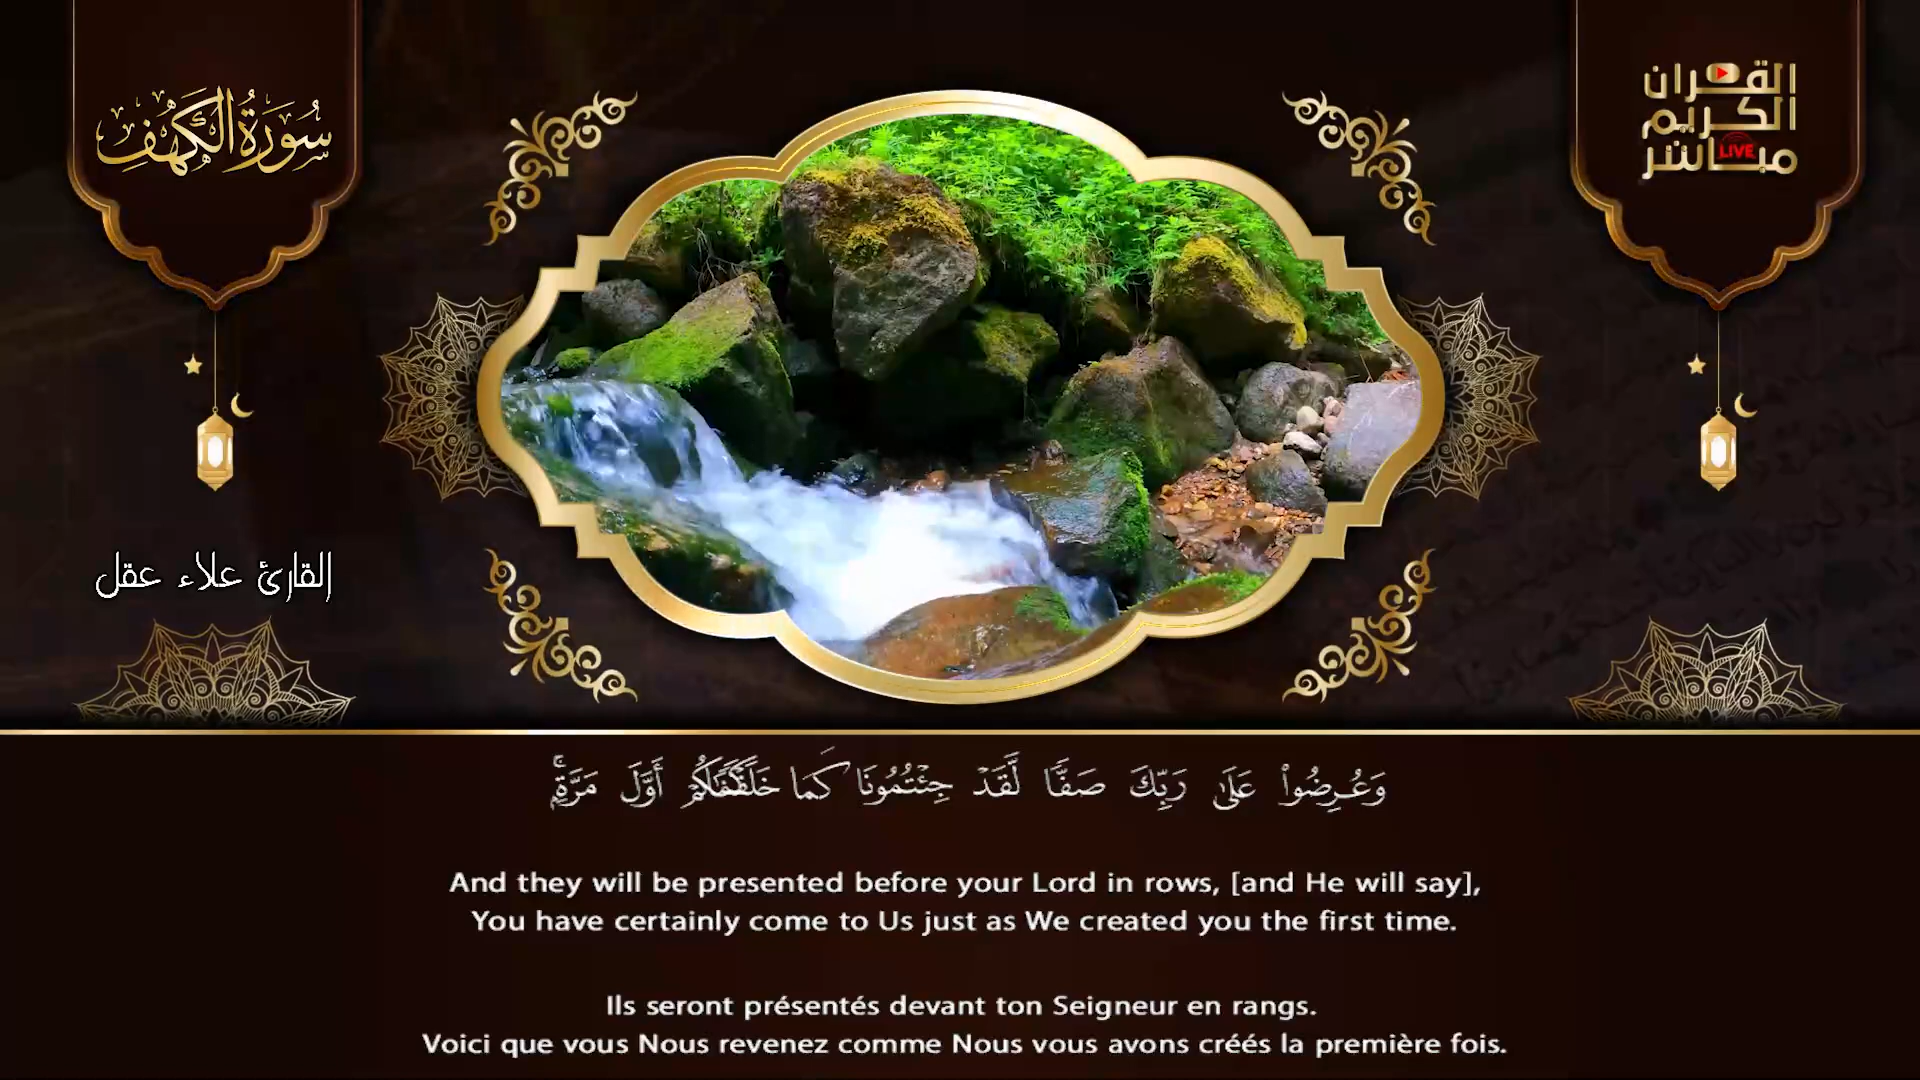 سُورَةُ الكَهْفِ
القرآن
الكريم
مباشر
LIVE
القارئ علاء عقل
وَعُرِضُوا۟ عَلَىٰ رَبِّكَ صَفًّا لَّقَدْ جِئْتُمُونَا كَمَا خَلَقْنَٰكُمْ أَوَّلَ مَرَّةٍۭ
And they will be presented before your Lord in rows, [and He will say],
You have certainly come to Us just as We created you the first time.
Ils seront présentés devant ton Seigneur en rangs.
Voici que vous Nous revenez comme Nous vous avons créés la première fois.